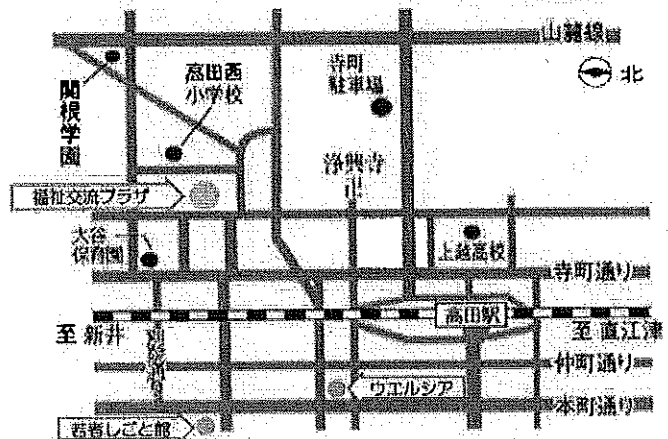 山麓線
北
関根学園
高田西
小学校
寺町
駐車場
浄興寺
福祉交流プラザ
大谷
保育園
上越高校
寺町通り
高田駅
至 新井
至 直江津
仲町通り
ウエルシア
本町通り
若者しごと館